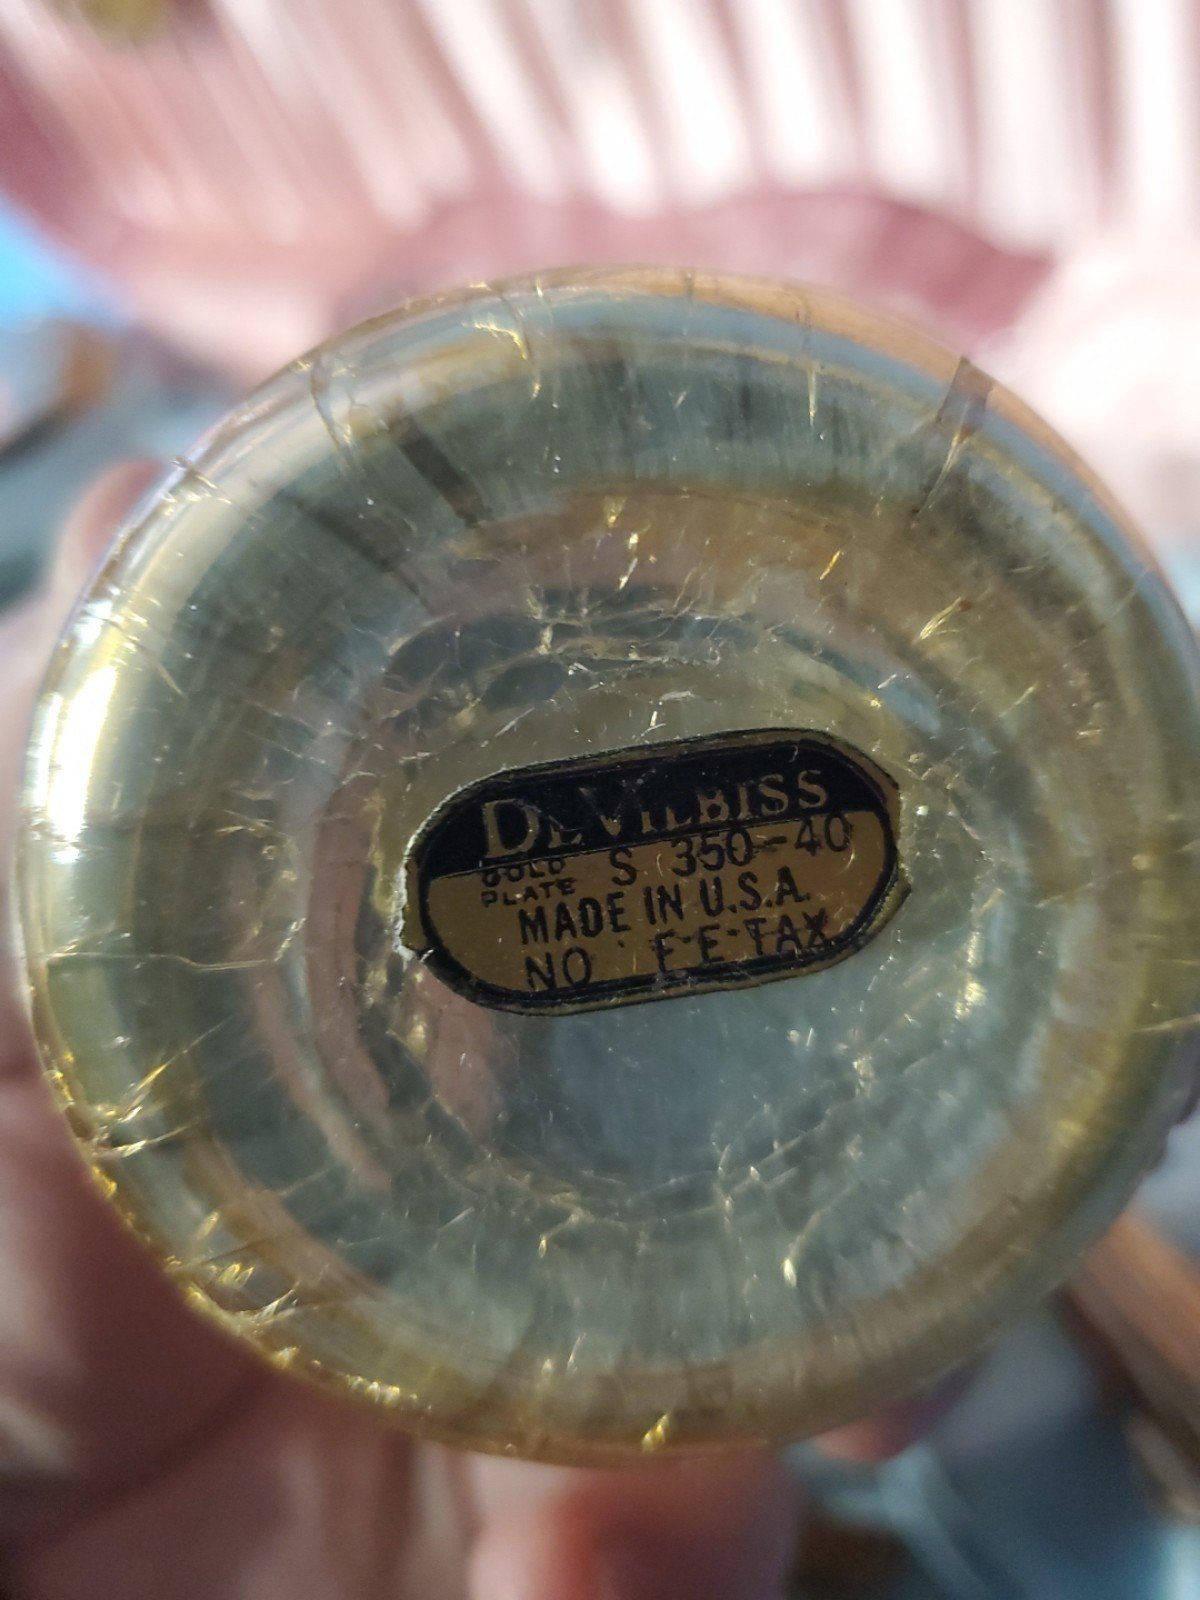 DeVilbiss
GOLD PLATE S 350-40
MADE IN U.S.A.
NO F E TAX